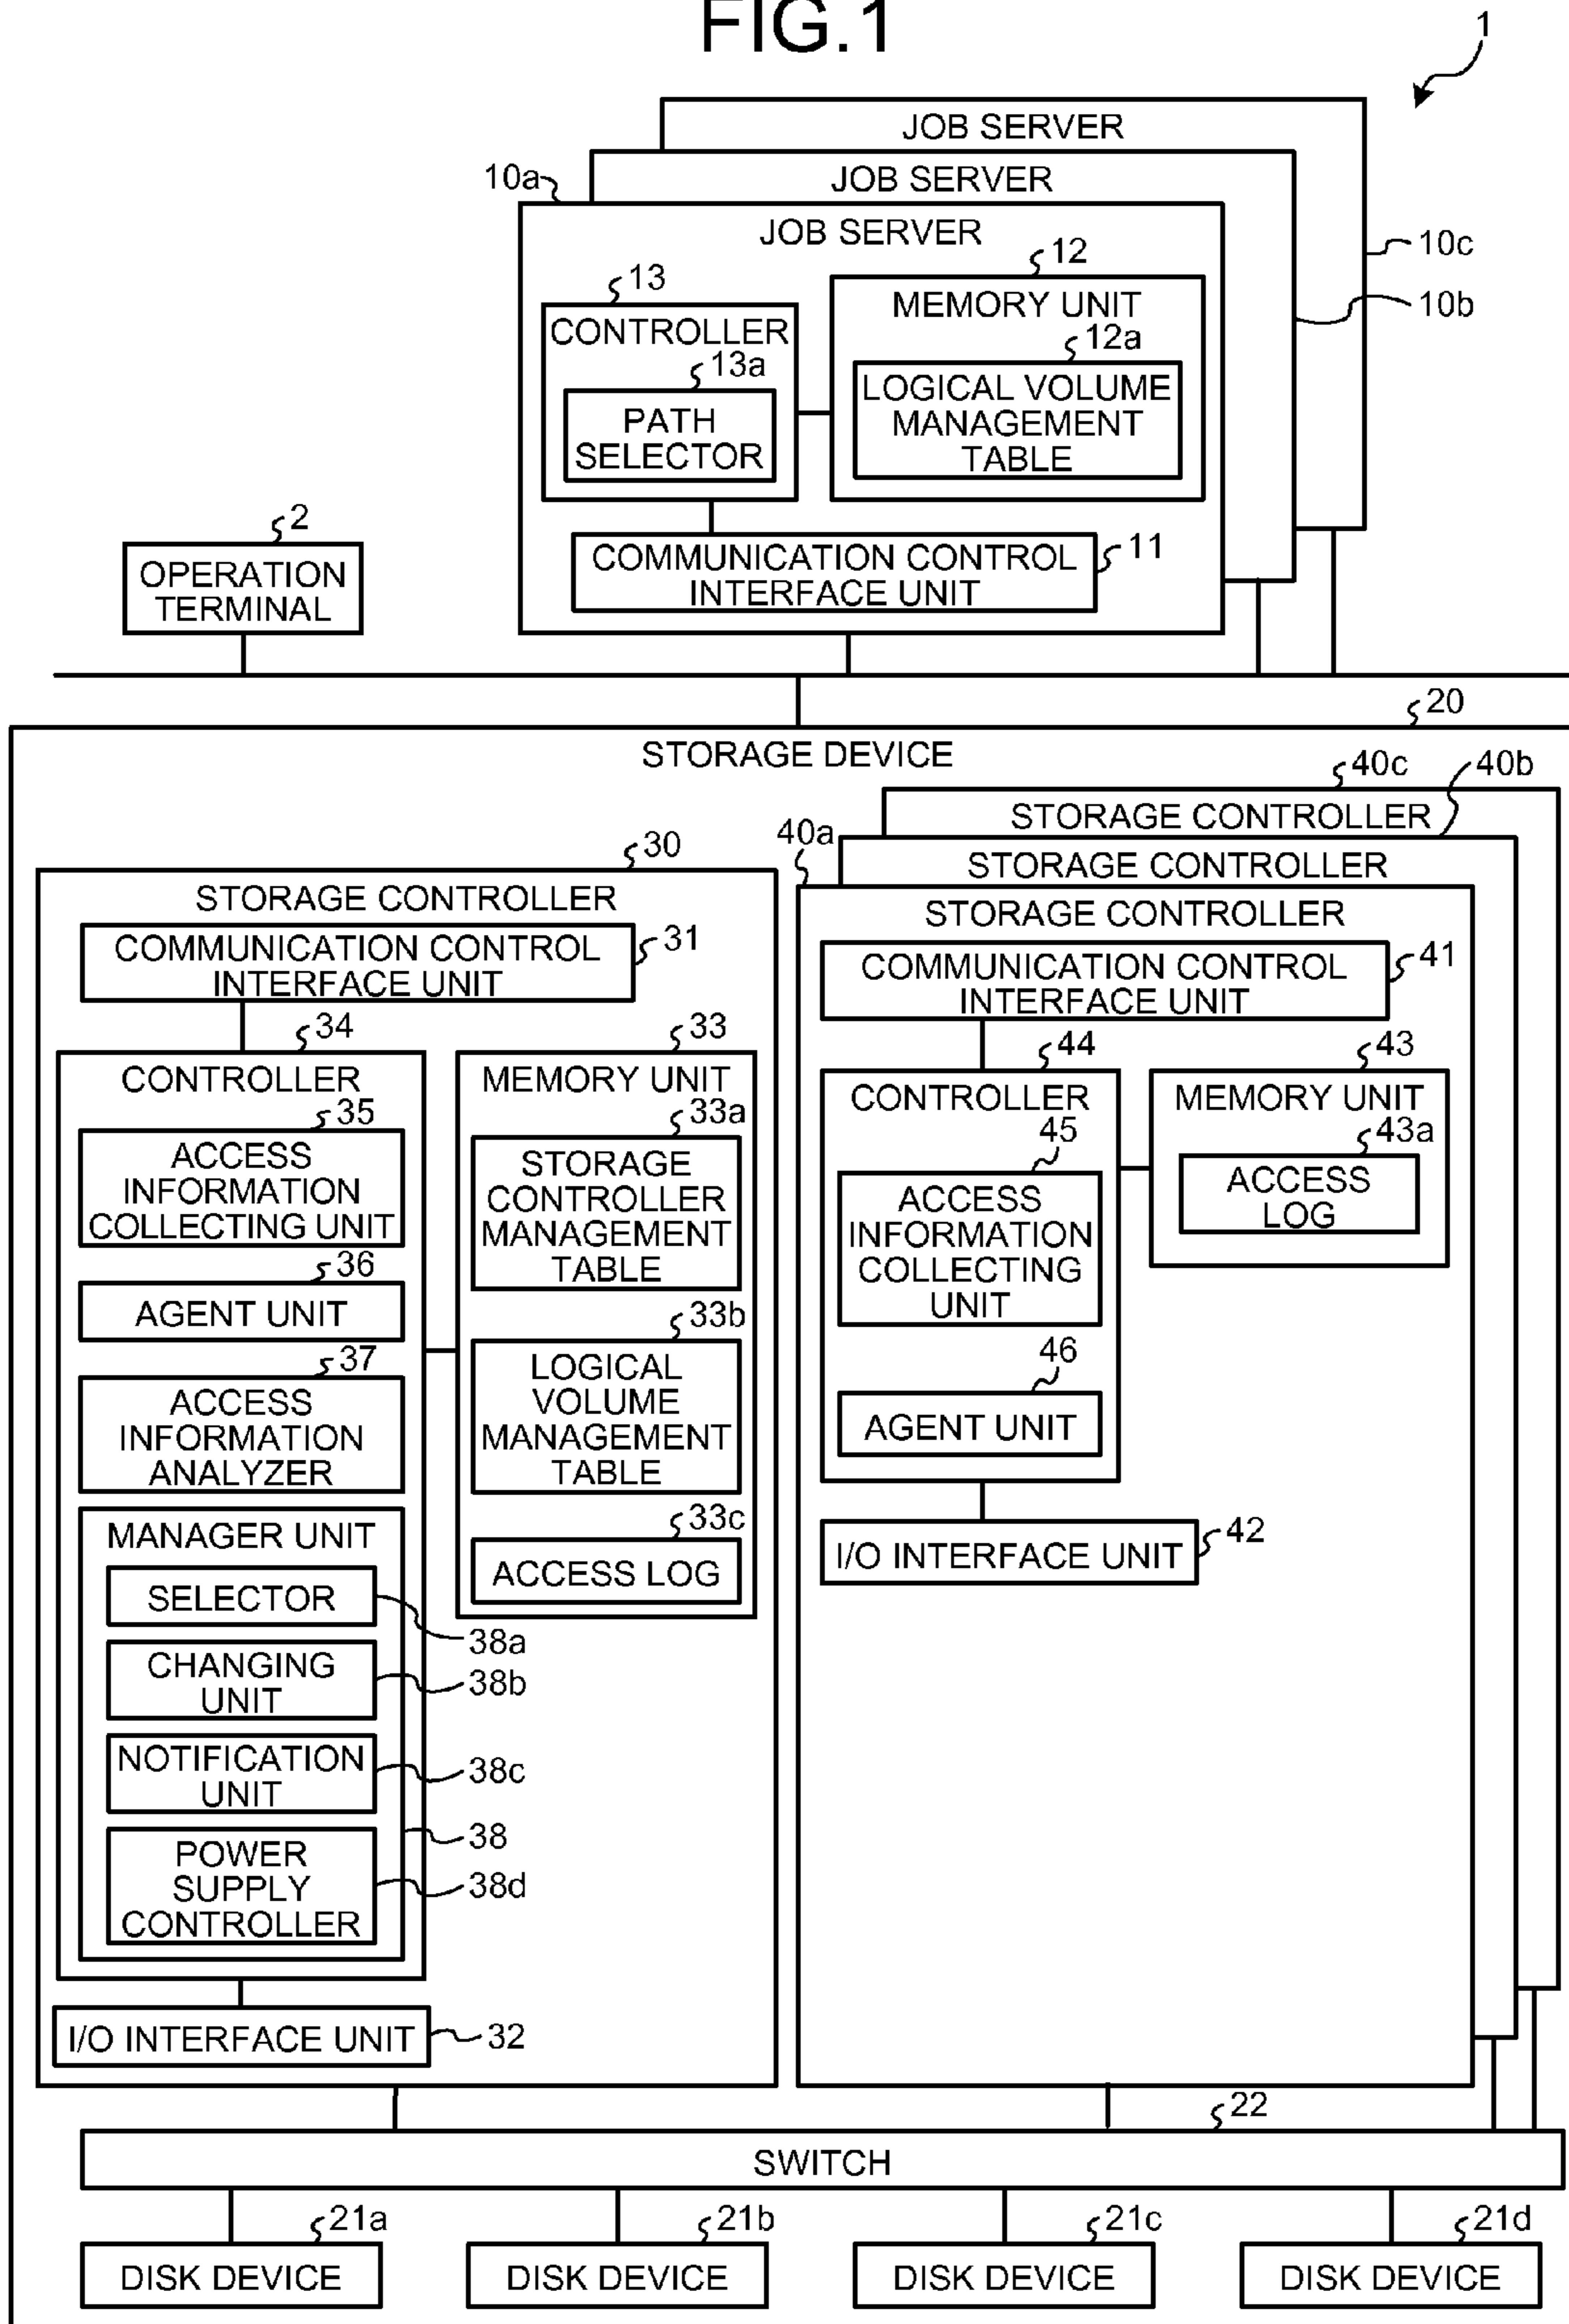 FIG.1
1
JOB SERVER
JOB SERVER
10a
JOB SERVER
10c
10b
12
13
MEMORY UNIT
CONTROLLER
12a
13a
LOGICAL VOLUME
MANAGEMENT
TABLE
PATH
SELECTOR
2
OPERATION
TERMINAL
COMMUNICATION CONTROL
INTERFACE UNIT
11
20
STORAGE DEVICE
40c
40b
STORAGE CONTROLLER
40a
STORAGE CONTROLLER
30
STORAGE CONTROLLER
STORAGE CONTROLLER
COMMUNICATION CONTROL
INTERFACE UNIT
31
34
CONTROLLER
35
ACCESS
INFORMATION
COLLECTING UNIT
36
AGENT UNIT
37
ACCESS
INFORMATION
ANALYZER
MANAGER UNIT
SELECTOR
38a
CHANGING
UNIT
38b
NOTIFICATION
UNIT
38c
38
POWER
SUPPLY
CONTROLLER
38d
I/O INTERFACE UNIT
32
33
MEMORY UNIT
33a
STORAGE
CONTROLLER
MANAGEMENT
TABLE
33b
LOGICAL
VOLUME
MANAGEMENT
TABLE
33c
ACCESS LOG
COMMUNICATION CONTROL
INTERFACE UNIT
41
44
CONTROLLER
45
ACCESS
INFORMATION
COLLECTING
UNIT
46
AGENT UNIT
43
MEMORY UNIT
43a
ACCESS
LOG
I/O INTERFACE UNIT
42
22
SWITCH
21a
DISK DEVICE
21b
DISK DEVICE
21c
DISK DEVICE
21d
DISK DEVICE